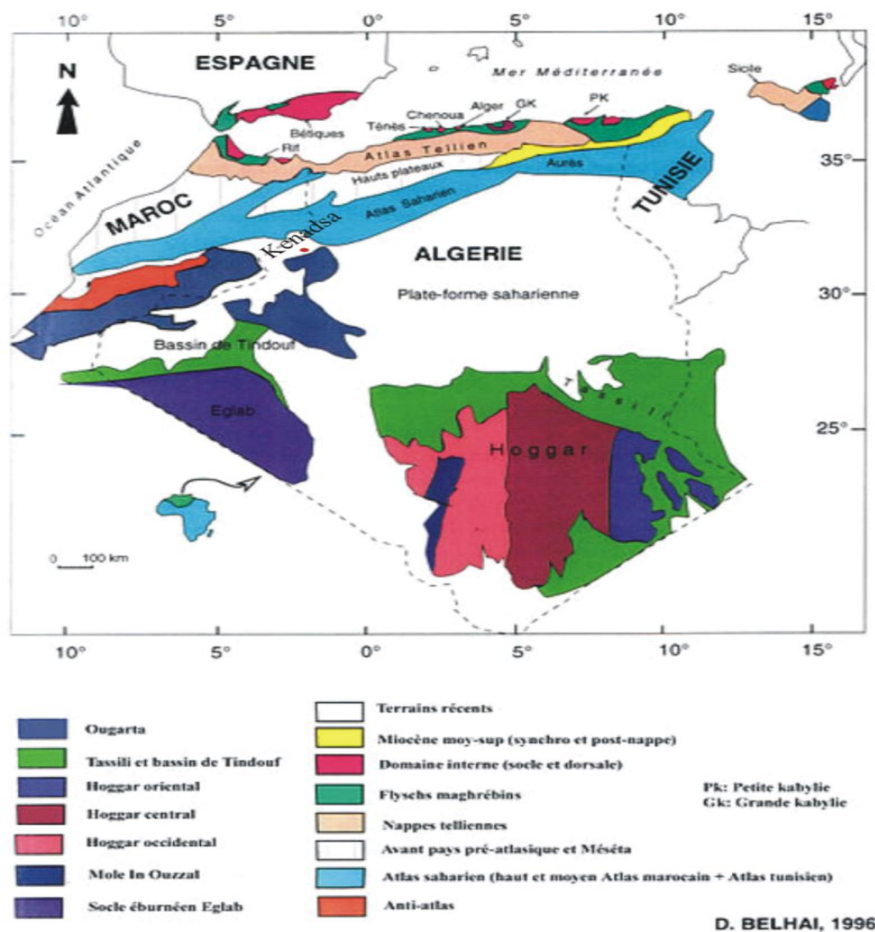 10° 5° 0° 5° 10° 15°
ESPAGNE
N
Mer Méditerranée
Sicile
Alger GK PK
Chenoua
Ténès
Bétiques
Rif
Atlas Tellien
35° 35°
Hauts plateaux
Aurès
Océan Atlantique
TUNISIE
MAROC
Atlas Saharien
Kenadsa
ALGERIE
30° 30°
Plate-forme saharienne
Bassin de Tindouf
Tassili
Eglab
Hoggar
25°
0 100 km
10° 5° 0° 5° 10° 15°
Ougarta
Tassili et bassin de Tindouf
Hoggar oriental
Hoggar central
Hoggar occidental
Mole In Ouzzal
Socle éburnéen Eglab
Terrains récents
Miocène moy-sup (synchro et post-nappe)
Domaine interne (socle et dorsale)
Flyschs maghrébins
Nappes telliennes
Avant pays pré-atlasique et Méséta
Atlas saharien (haut et moyen Atlas marocain + Atlas tunisien)
Anti-atlas
Pk: Petite kabylie
Gk: Grande kabylie
D. BELHAI, 1996